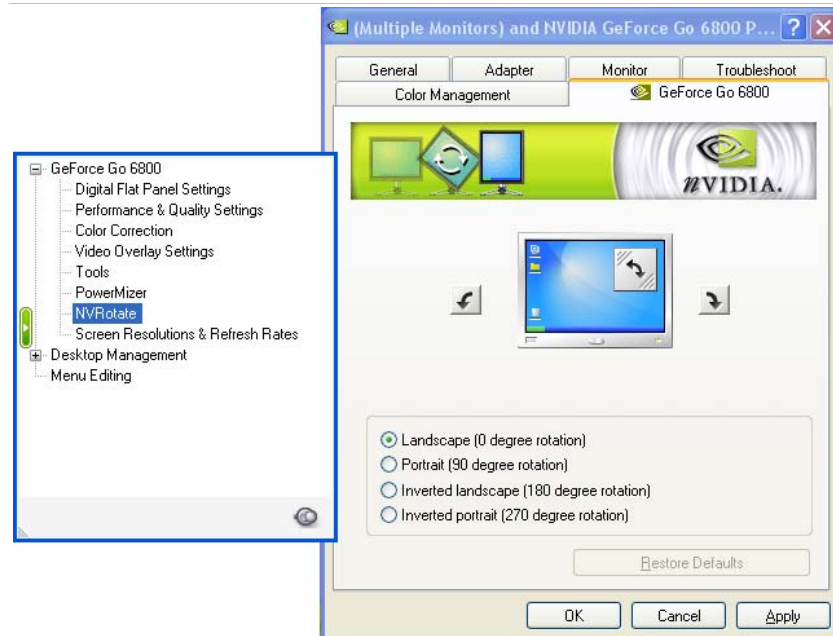 (Multiple Monitors) and NVIDIA GeForce Go 6800 P...
General
Adapter
Monitor
Troubleshoot
Color Management
GeForce Go 6800
nVIDIA.
GeForce Go 6800
Digital Flat Panel Settings
Performance & Quality Settings
Color Correction
Video Overlay Settings
Tools
PowerMizer
NVRotate
Screen Resolutions & Refresh Rates
Desktop Management
Menu Editing
Landscape (0 degree rotation)
Portrait (90 degree rotation)
Inverted landscape (180 degree rotation)
Inverted portrait (270 degree rotation)
Restore Defaults
OK
Cancel
Apply